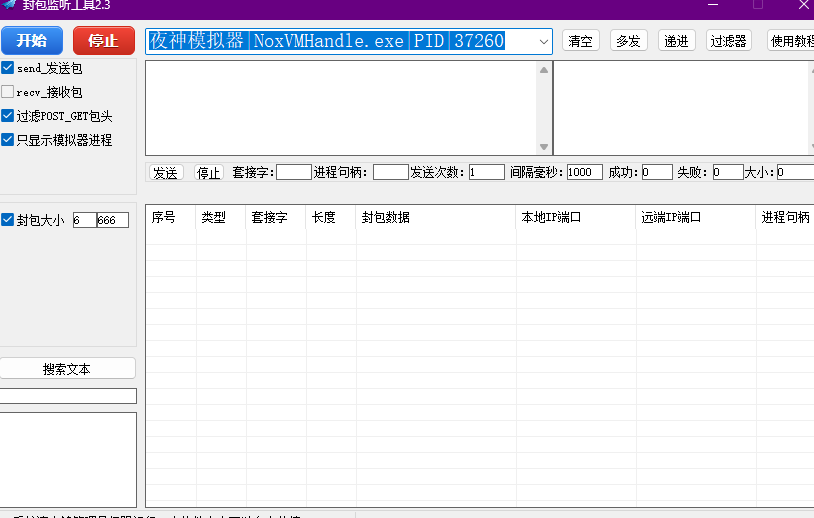 封包监听工具2.3
开始 停止 夜神模拟器|NoxVMHandle.exe|PID|37260 清空 多发 递进 过滤器 使用教程
send_发送包
recv_接收包
过滤POST_GET包头
只显示模拟器进程
发送 停止 套接字: 进程句柄: 发送次数: 1 间隔毫秒: 1000 成功: 0 失败: 0 大小: 0
封包大小 6 666
序号 类型 套接字 长度 封包数据 本地IP端口 远端IP端口 进程句柄
搜索文本